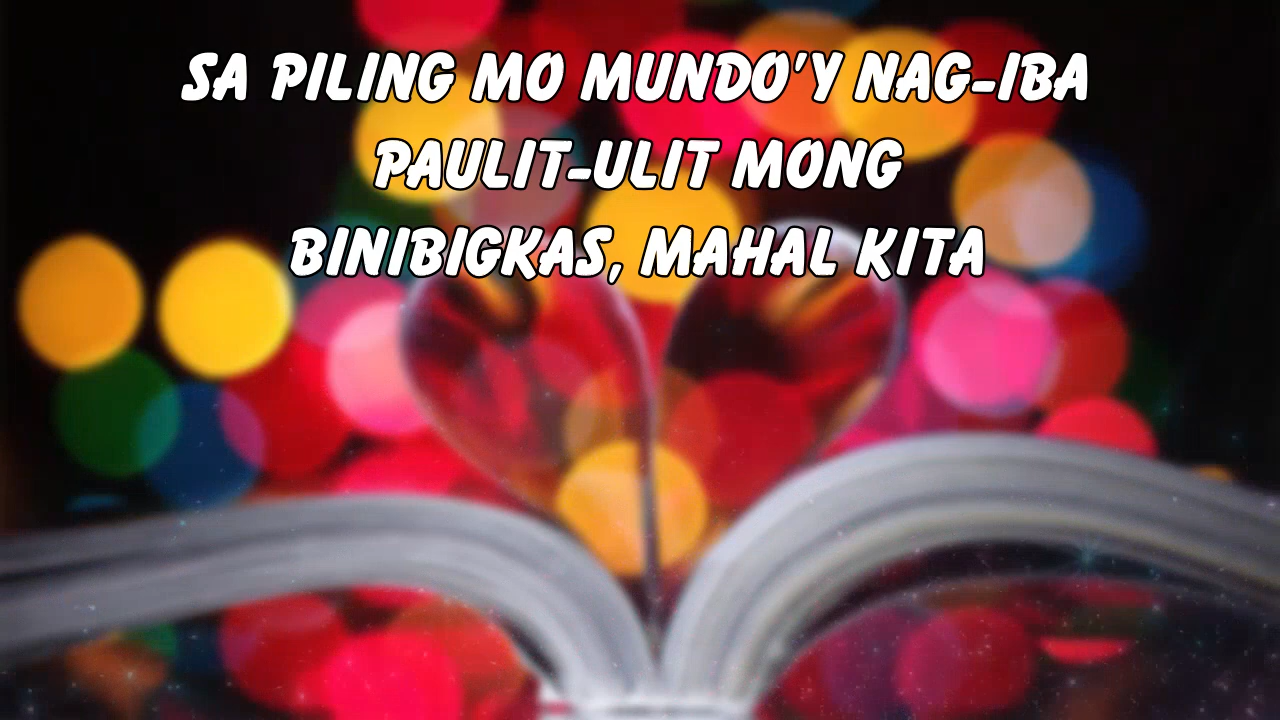 SA PILING MO MUNDO'Y NAG-IBA
PAULIT-ULIT MONG
BINIBIGKAS, MAHAL KITA